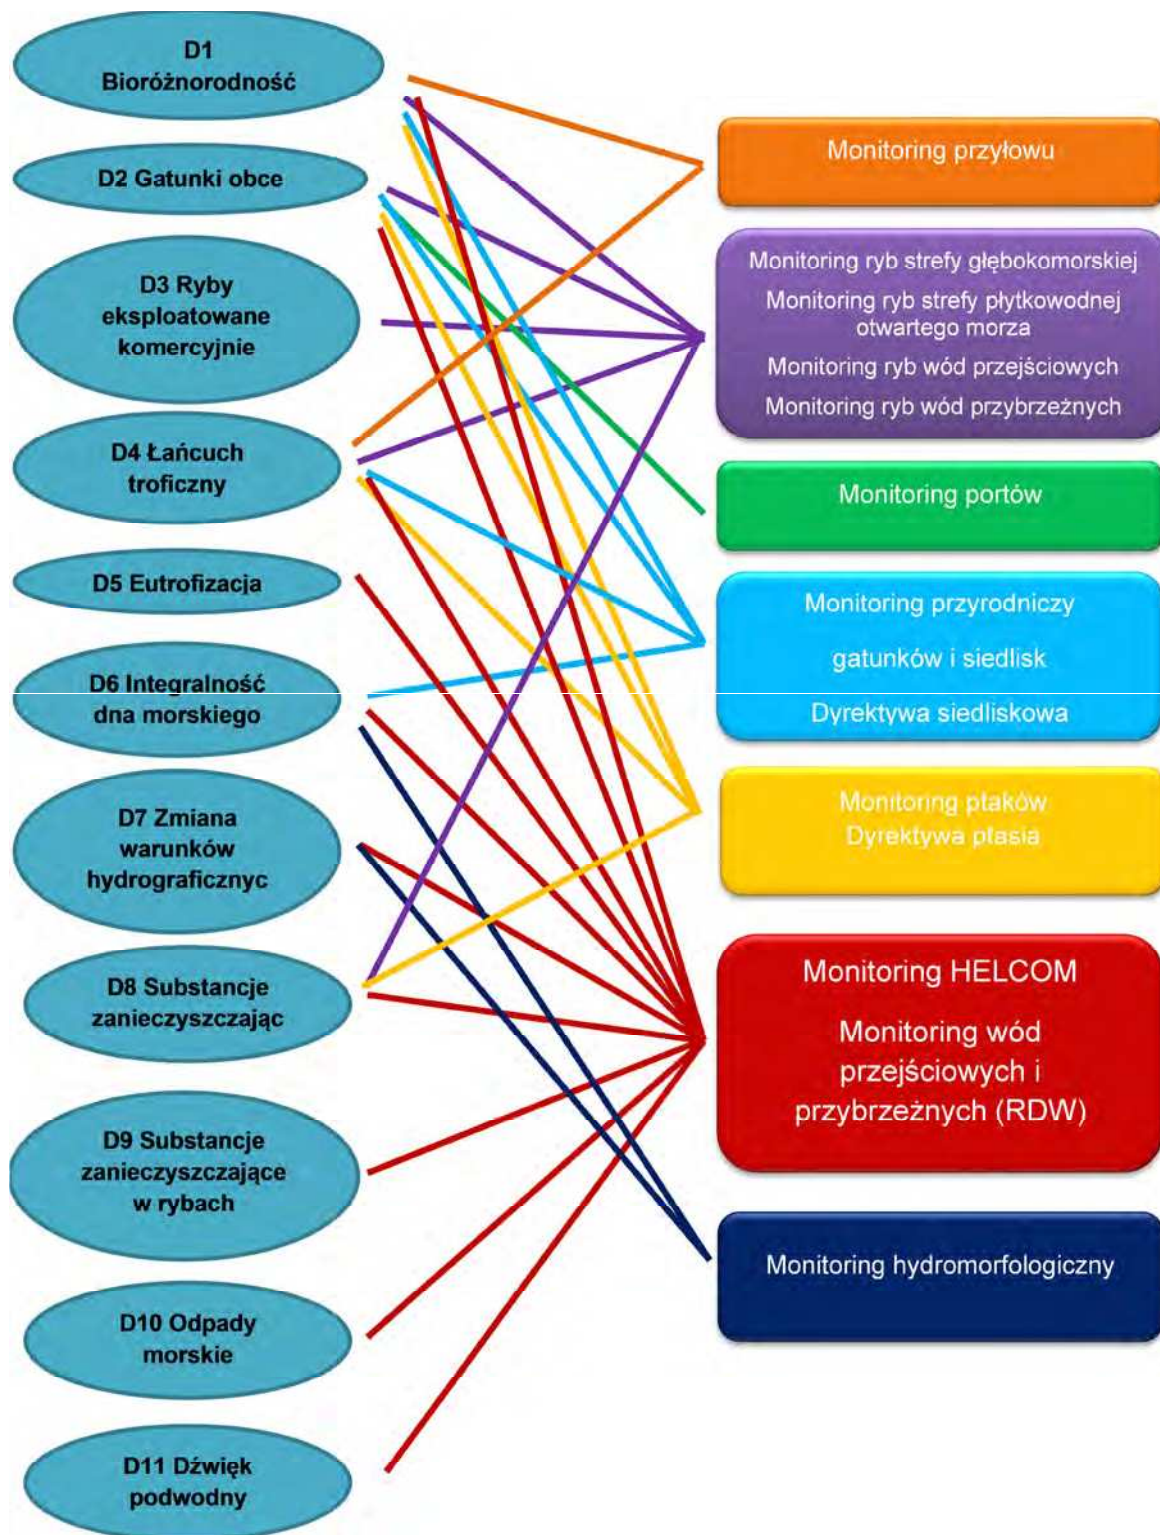 D1
Bioróżnorodność
D2 Gatunki obce
D3 Ryby
eksploatowane
komercyjnie
D4 Łańcuch
troficzny
D5 Eutrofizacja
D6 Integralność
dna morskiego
D7 Zmiana
warunków
hydrograficznyc
D8 Substancje
zanieczyszczając
D9 Substancje
zanieczyszczające
w rybach
D10 Odpady
morskie
D11 Dźwięk
podwodny
Monitoring przyłowu
Monitoring ryb strefy głębokomorskiej
Monitoring ryb strefy płytkowodnej
otwartego morza
Monitoring ryb wód przejściowych
Monitoring ryb wód przybrzeżnych
Monitoring portów
Monitoring przyrodniczy
gatunków i siedlisk
Dyrektywa siedliskowa
Monitoring ptaków
Dyrektywa ptasia
Monitoring HELCOM
Monitoring wód
przejściowych i
przybrzeżnych (RDW)
Monitoring hydromorfologiczny